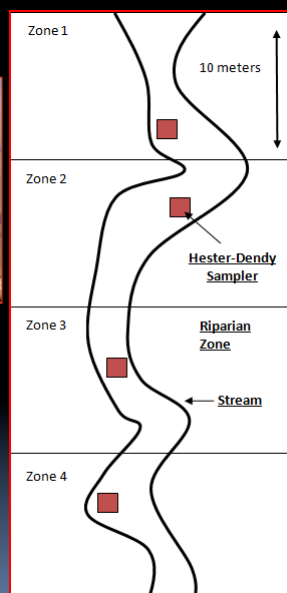 Zone 1
10 meters
Zone 2
Hester-Dendy
Sampler
Zone 3
Riparian
Zone
Stream
Zone 4